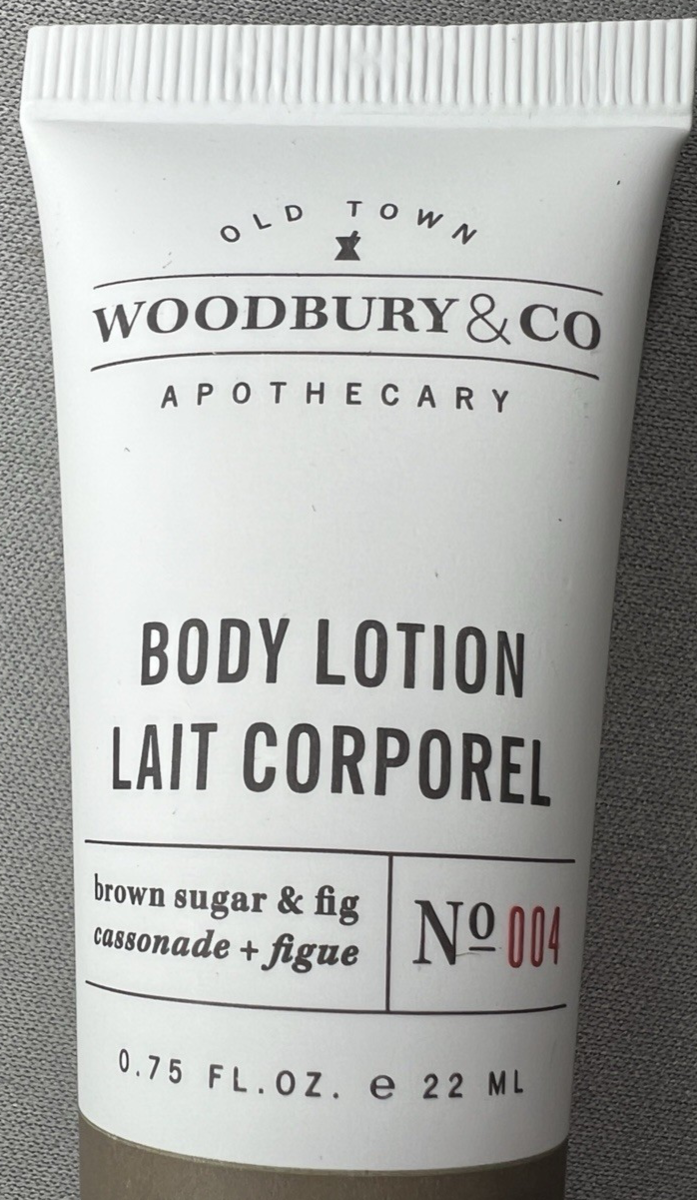 OLD TOWN
WOODBURY & CO
APOTHECARY
BODY LOTION
LAIT CORPOREL
brown sugar & fig
cassonade + figue
Nº 004
0.75 FL.OZ. e 22 ML